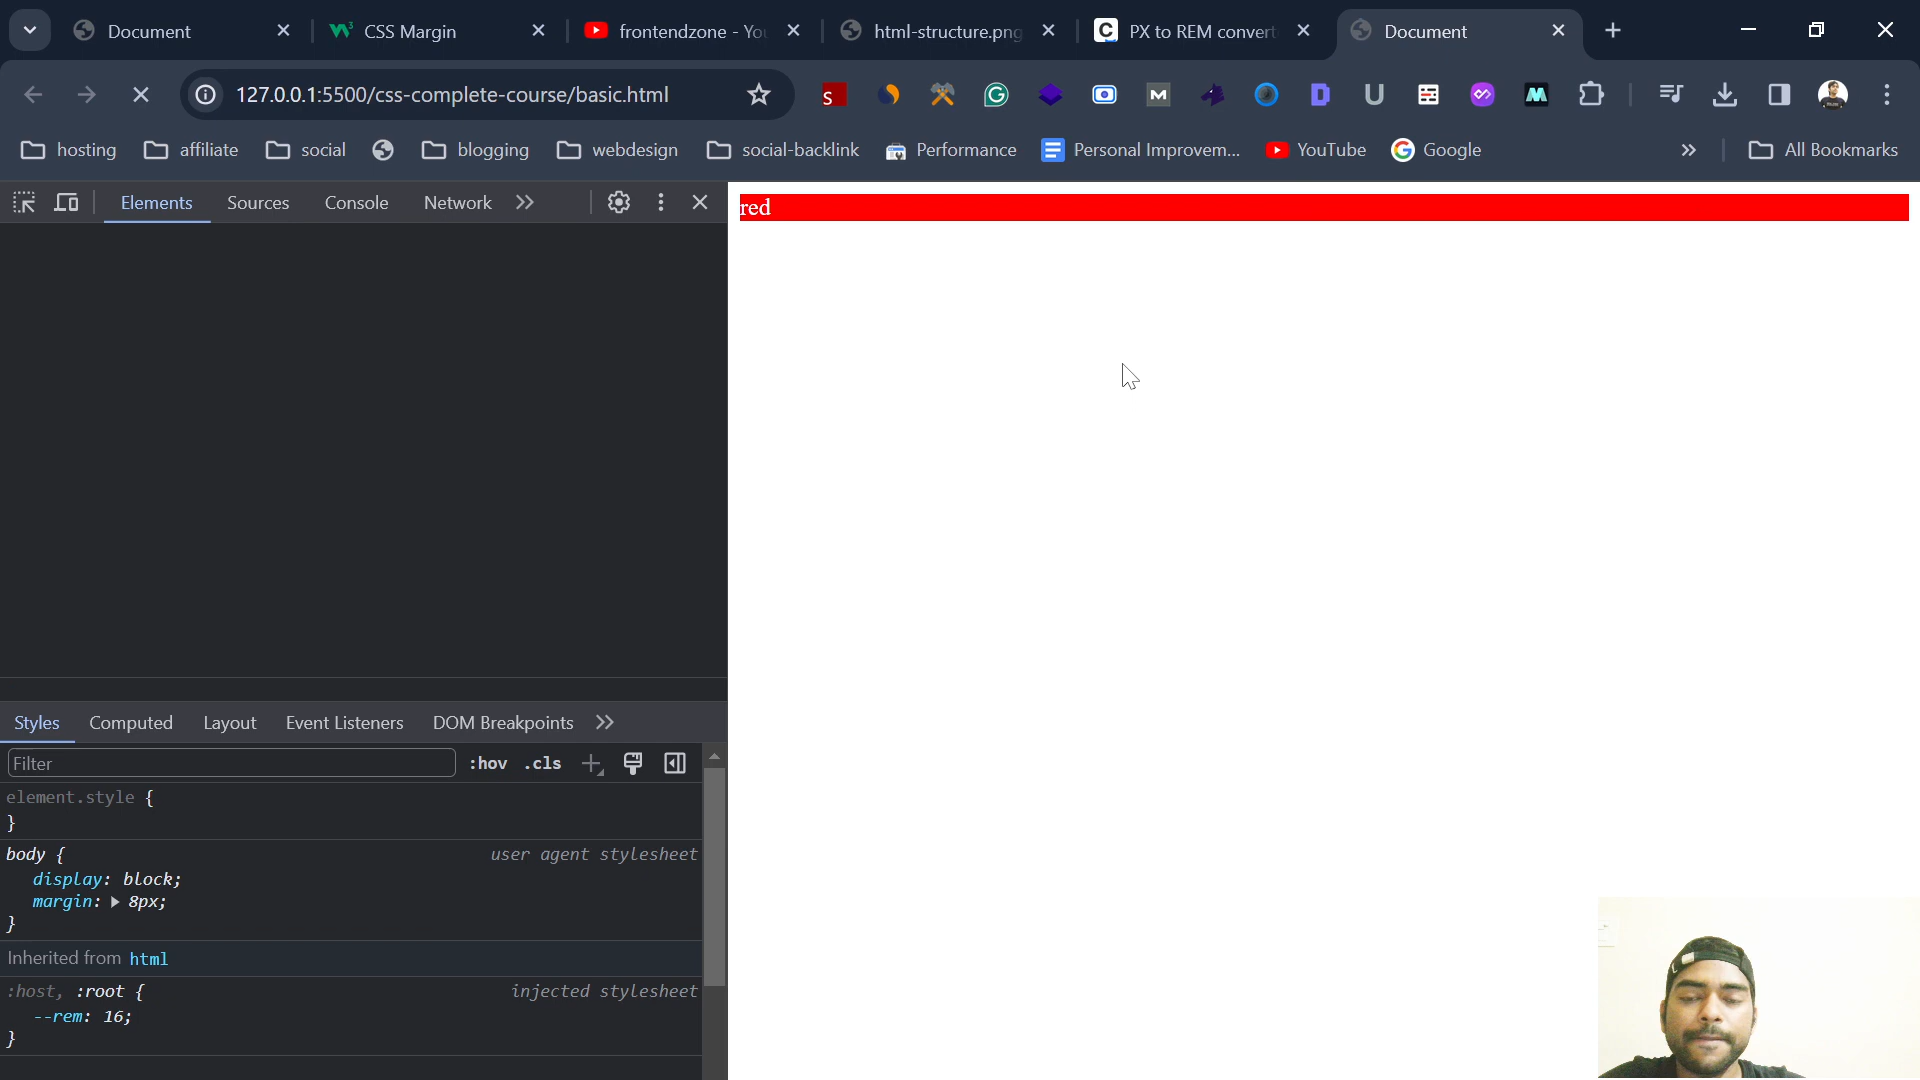 Document
CSS Margin
frontendzone - Yo
html-structure.png
PX to REM convert
Document
127.0.0.1:5500/css-complete-course/basic.html
hosting
affiliate
social
blogging
webdesign
social-backlink
Performance
Personal Improvem...
YouTube
Google
All Bookmarks
Elements
Sources
Console
Network
red
Styles
Computed
Layout
Event Listeners
DOM Breakpoints
Filter
:hov
.cls
element.style {
}
body {
user agent stylesheet
display: block;
margin: 8px;
}
Inherited from html
:host, :root {
injected stylesheet
--rem: 16;
}